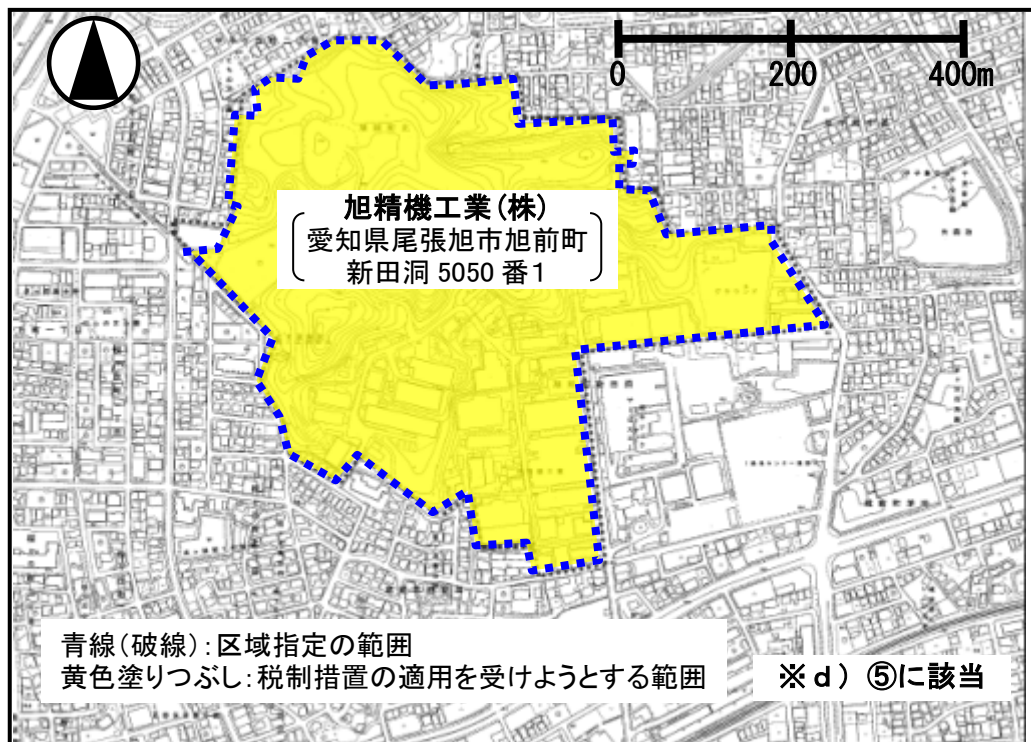 0 200 400m
旭精機工業(株)
愛知県尾張旭市旭前町
新田洞 5050 番1
青線(破線):区域指定の範囲
黄色塗りつぶし:税制措置の適用を受けようとする範囲
※d) ⑤に該当